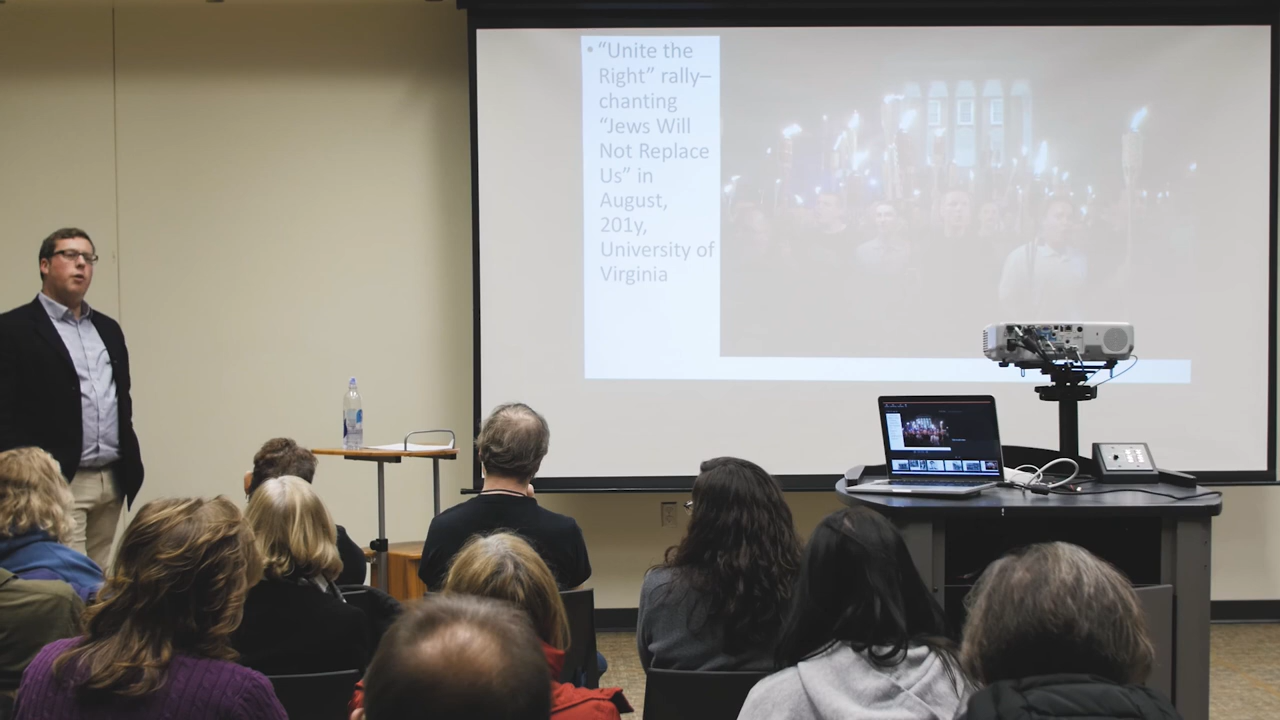 • “Unite the
Right” rally–
chanting
“Jews Will
Not Replace
Us” in
August,
201y,
University of
Virginia